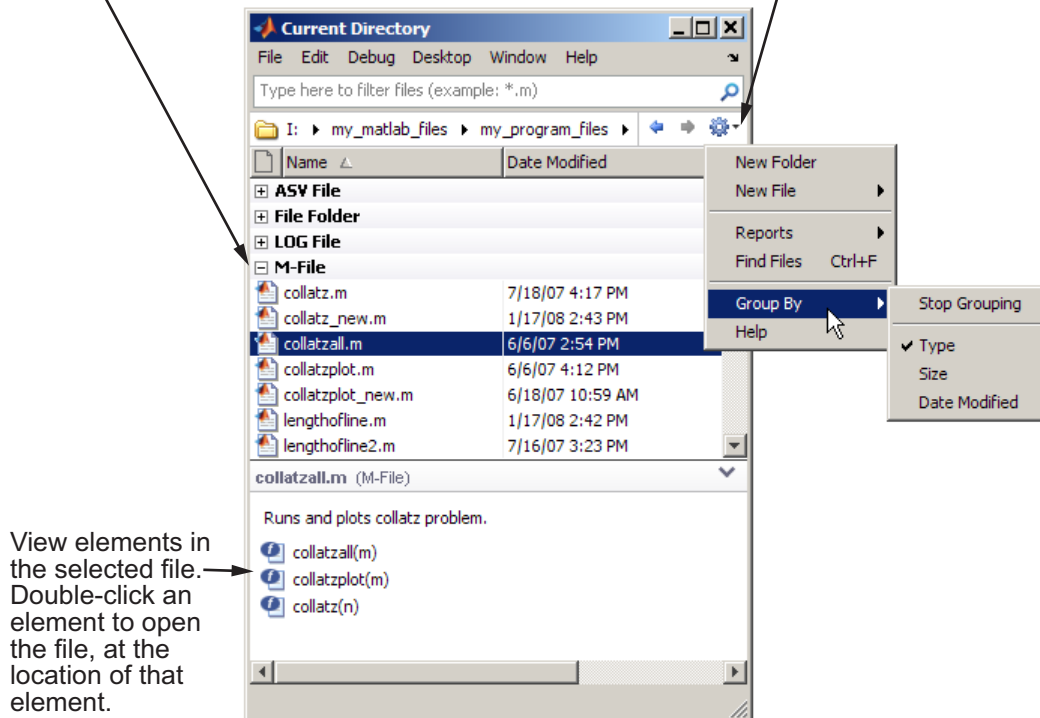 Current Directory
File Edit Debug Desktop Window Help
Type here to filter files (example: *.m)
I: my_matlab_files my_program_files
Name Date Modified
ASV File
File Folder
LOG File
M-File
collatz.m 7/18/07 4:17 PM
collatz_new.m 1/17/08 2:43 PM
collatzall.m 6/6/07 2:54 PM
collatzplot.m 6/6/07 4:12 PM
collatzplot_new.m 6/18/07 10:59 AM
lengthofline.m 1/17/08 2:42 PM
lengthofline2.m 7/16/07 3:23 PM
New Folder
New File
Reports
Find Files Ctrl+F
Group By
Help
Stop Grouping
Type
Size
Date Modified
collatzall.m (M-File)
Runs and plots collatz problem.
collatzall(m)
collatzplot(m)
collatz(n)
View elements in
the selected file.
Double-click an
element to open
the file, at the
location of that
element.